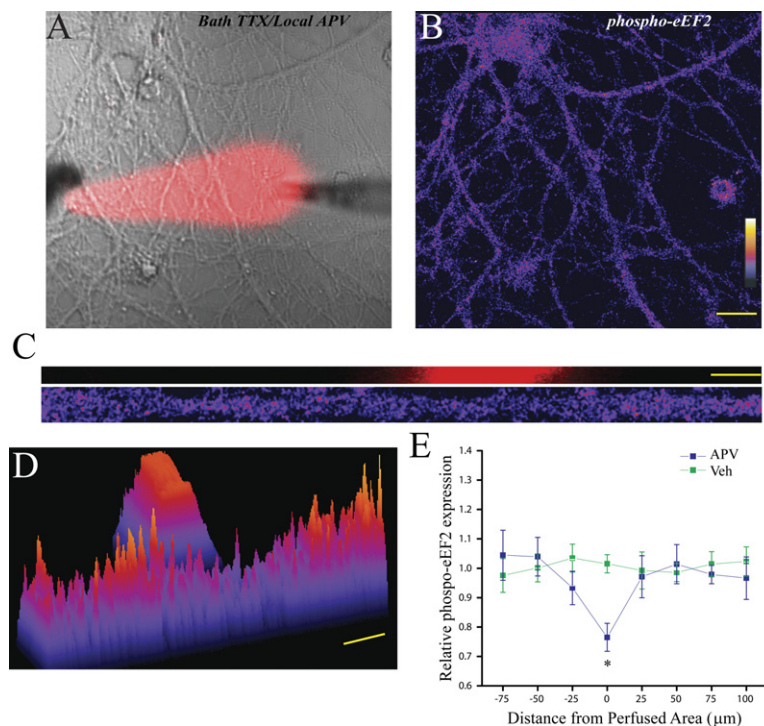 A
Bath TTX/Local APV
B
phospho-eEF2
C
D
E
APV
Veh
Relative phospo-eEF2 expression
1.4
1.3
1.2
1.1
1.0
0.9
0.8
0.7
0.6
*
-75
-50
-25
0
25
50
75
100
Distance from Perfused Area (μm)